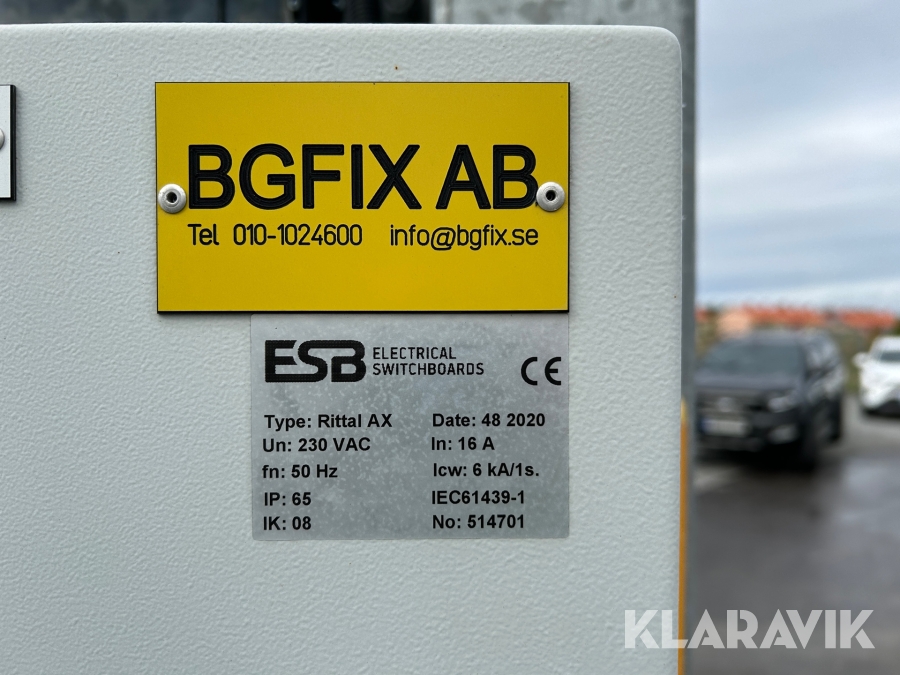 BGFIX AB
Tel 010-1024600 info@bgfix.se
ESB ELECTRICAL
SWITCHBOARDS
CE
Type: Rittal AX Date: 48 2020
Un: 230 VAC In: 16 A
fn: 50 Hz Icw: 6 kA/1s.
IP: 65 IEC61439-1
IK: 08 No: 514701
KLARAVIK